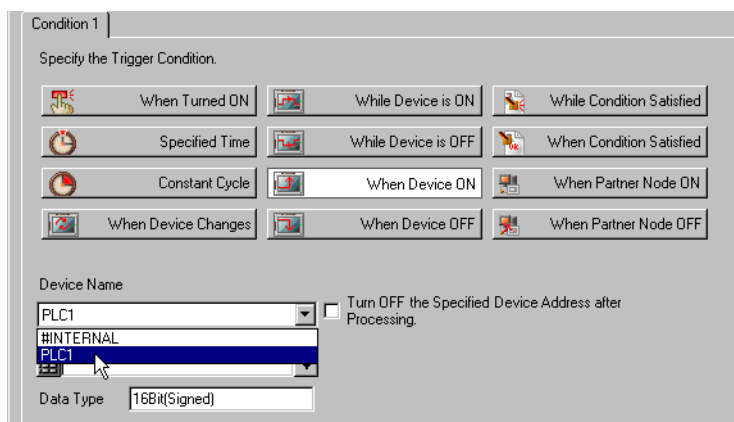 Condition 1
Specify the Trigger Condition.
When Turned ON
While Device is ON
While Condition Satisfied
Specified Time
While Device is OFF
When Condition Satisfied
Constant Cycle
When Device ON
When Partner Node ON
When Device Changes
When Device OFF
When Partner Node OFF
Device Name
PLC1
Turn OFF the Specified Device Address after
Processing.
#INTERNAL
PLC1
Data Type 16Bit(Signed)